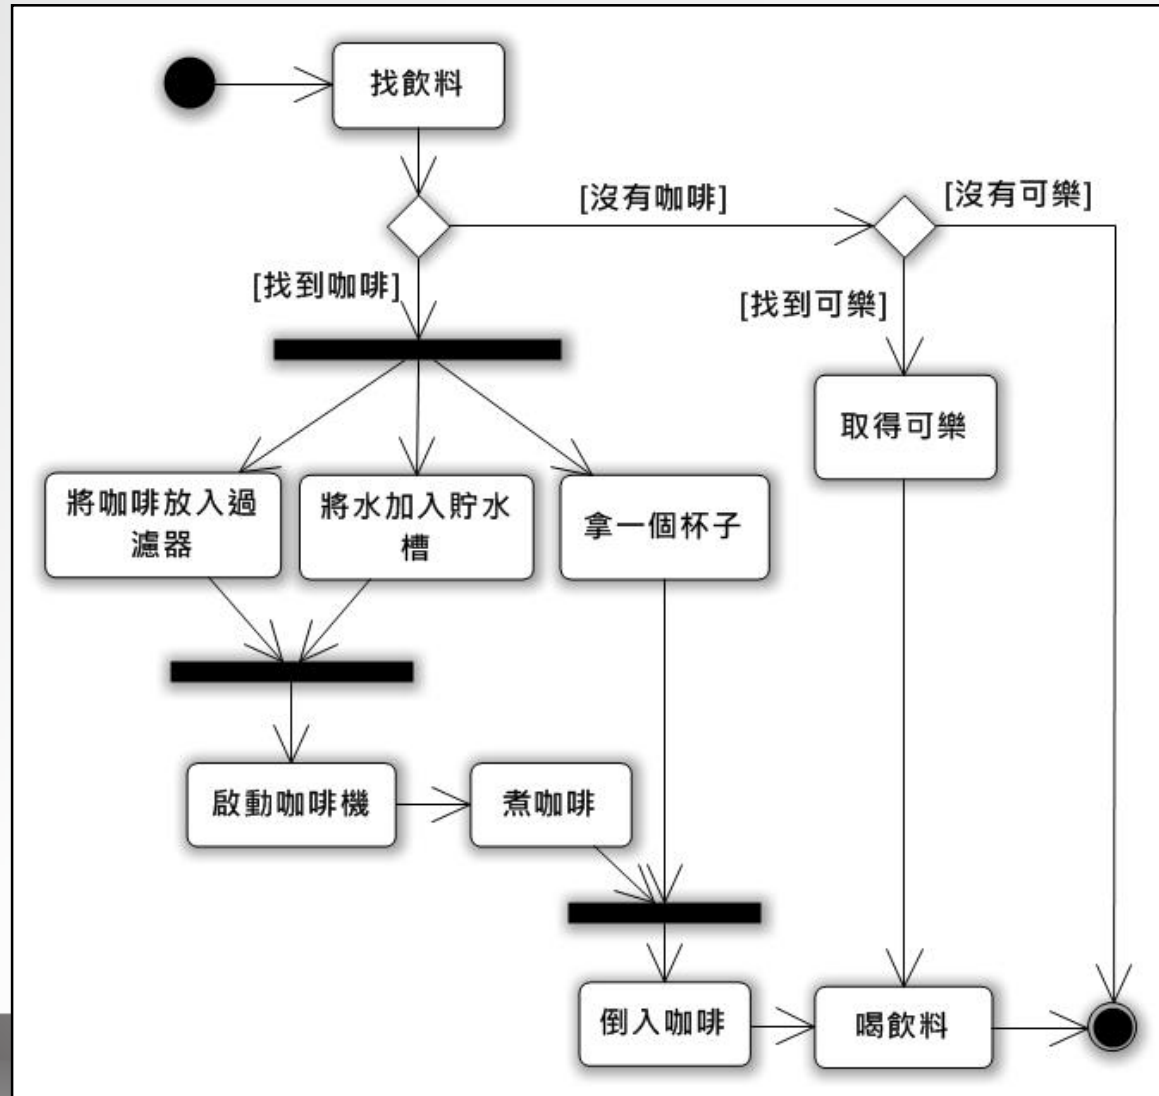 找飲料
[沒有咖啡]
[沒有可樂]
[找到咖啡]
[找到可樂]
取得可樂
將咖啡放入過
濾器
將水加入貯水
槽
拿一個杯子
啟動咖啡機
煮咖啡
倒入咖啡
喝飲料